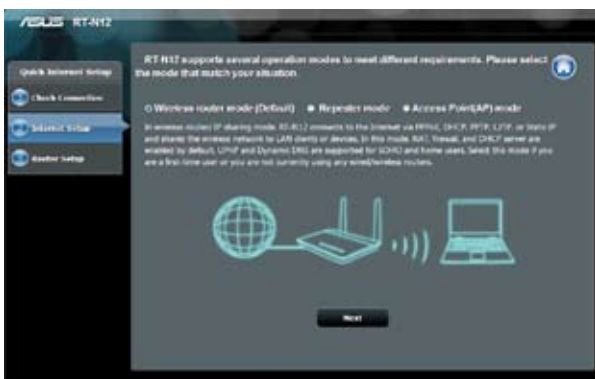 ASUS RT-N12
Quick Internet Setup
Check Connection
Internet Setup
Router Setup
RT-N12 supports several operation modes to meet different requirements. Please select
the mode that match your situation.
Wireless router mode (Default) Repeater mode Access Point(AP) mode
In wireless router/ IP sharing mode, RT-N12 connects to the Internet via PPPoE, DHCP, PPTP, L2TP, or Static IP
and shares the wireless network to LAN clients or devices. In this mode, NAT, firewall, and DHCP server are
enabled by default. UPnP and Dynamic DNS are supported for SOHO and home users. Select this mode if you
are a first-time user or you are not currently using any wired/wireless routers.
Next